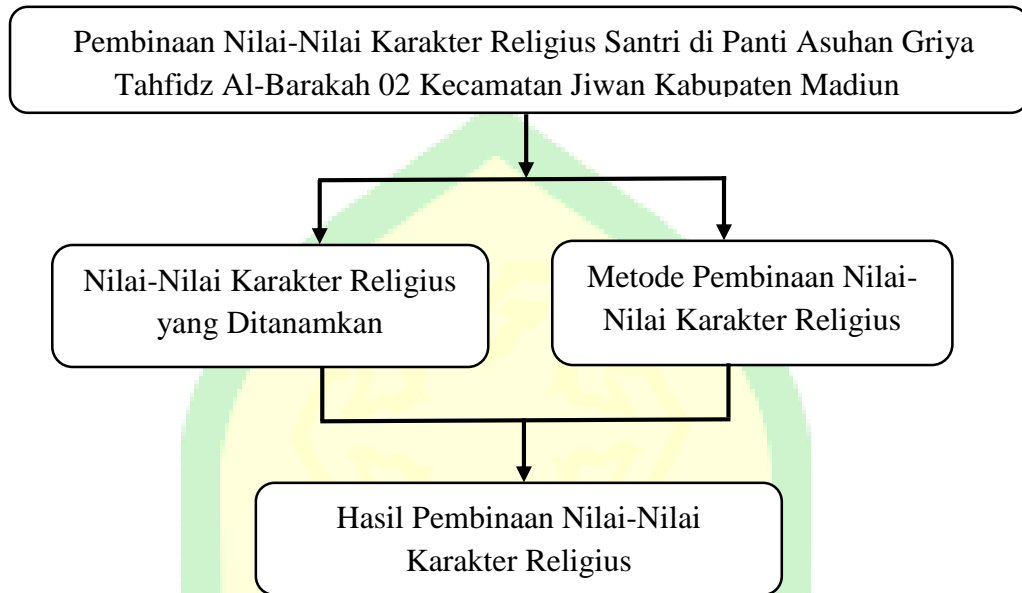 Pembinaan Nilai-Nilai Karakter Religius Santri di Panti Asuhan Griya
Tahfidz Al-Barakah 02 Kecamatan Jiwan Kabupaten Madiun
Nilai-Nilai Karakter Religius
yang Ditanamkan
Metode Pembinaan Nilai-
Nilai Karakter Religius
Hasil Pembinaan Nilai-Nilai
Karakter Religius